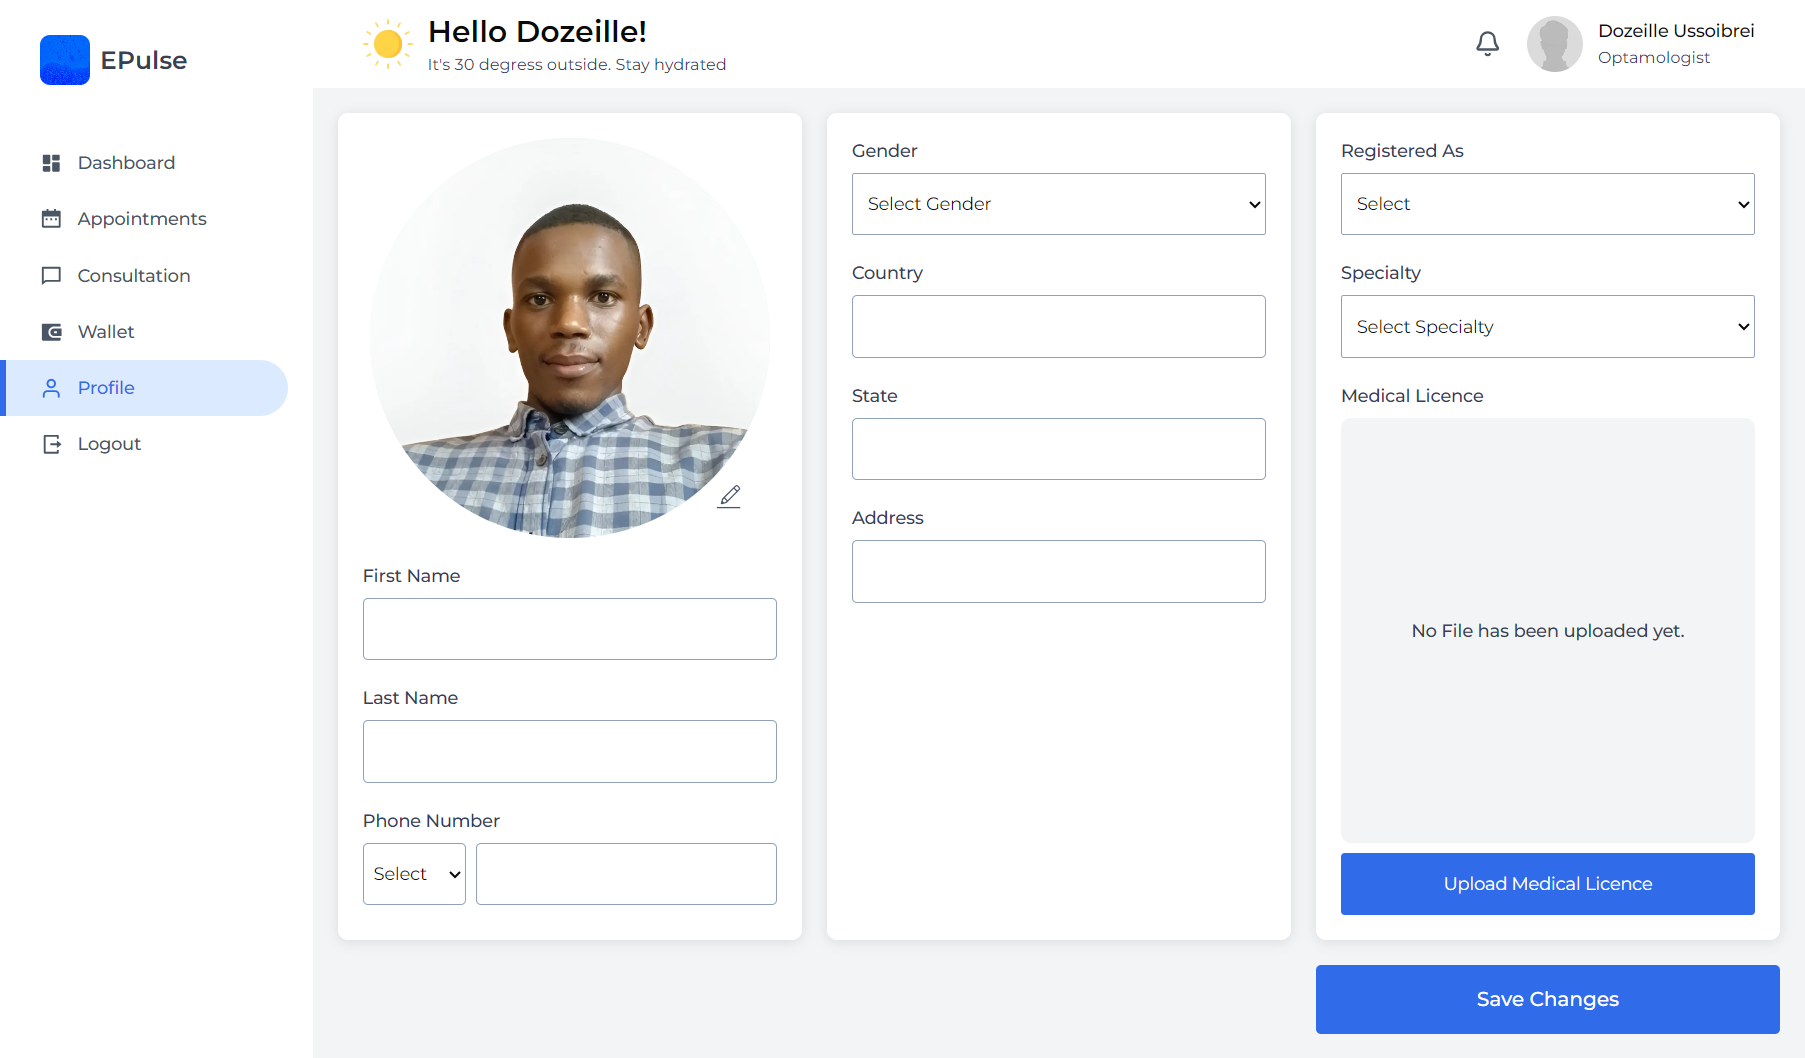 EPulse
Dashboard
Appointments
Consultation
Wallet
Profile
Logout
Hello Dozeille!
It's 30 degress outside. Stay hydrated
Dozeille Ussoibrei
Optamologist
First Name
Last Name
Phone Number
Select
Gender
Select Gender
Country
State
Address
Registered As
Select
Specialty
Select Specialty
Medical Licence
No File has been uploaded yet.
Upload Medical Licence
Save Changes